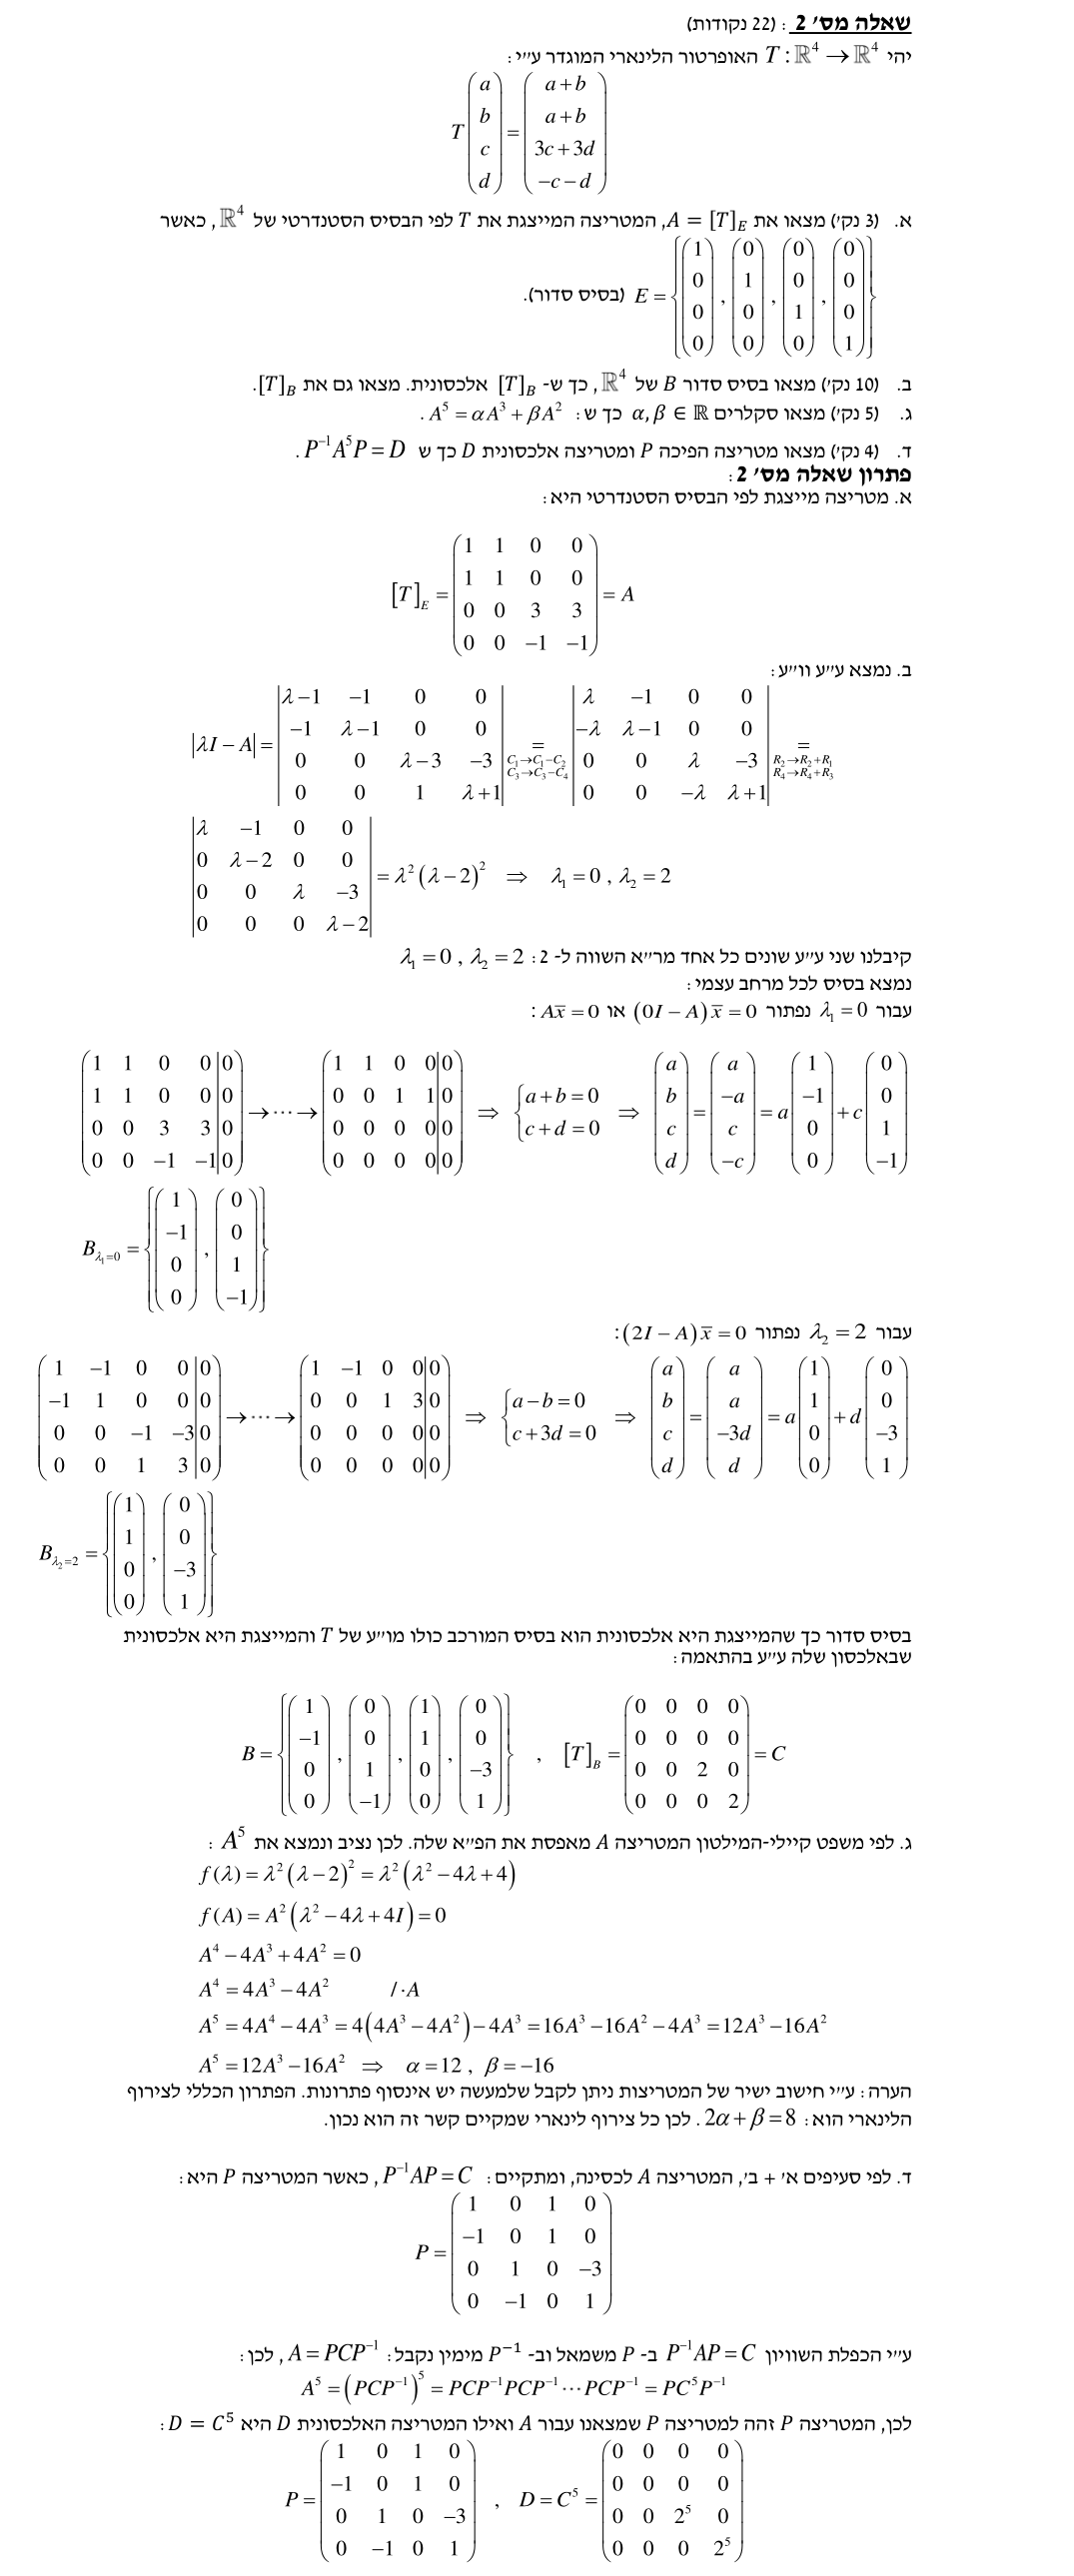 שאלה מס׳ 2 : (22 נקודות)
יהי T : ℝ⁴ → ℝ⁴ האופרטור הלינארי המוגדר ע״י :
T(a b c d) = (a+b a+b 3c+3d −c−d)
א. (3 נק׳) מצאו את A = [T]_E, המטריצה המייצגת את T לפי הבסיס הסטנדרטי של ℝ⁴, כאשר
E = {(1 0 0 0), (0 1 0 0), (0 0 1 0), (0 0 0 1)} (בסיס סדור).
ב. (10 נק׳) מצאו בסיס סדור B של ℝ⁴, כך ש- [T]_B אלכסונית. מצאו גם את [T]_B.
ג. (5 נק׳) מצאו סקלרים α, β ∈ ℝ כך ש : A⁵ = αA³ + βA² .
ד. (4 נק׳) מצאו מטריצה הפיכה P ומטריצה אלכסונית D כך ש P⁻¹A⁵P = D .
פתרון שאלה מס׳ 2 :
א. מטריצה מייצגת לפי הבסיס הסטנדרטי היא :
[T]_E = (1 1 0 0 ; 1 1 0 0 ; 0 0 3 3 ; 0 0 −1 −1) = A
ב. נמצא ע״ע וו״ע :
|λI − A| = |λ−1 −1 0 0 ; −1 λ−1 0 0 ; 0 0 λ−3 −3 ; 0 0 1 λ+1| = C₁→C₁−C₂ C₃→C₃−C₄ |λ −1 0 0 ; −λ λ−1 0 0 ; 0 0 λ −3 ; 0 0 −λ λ+1| = R₂→R₂+R₁ R₄→R₄+R₃
|λ −1 0 0 ; 0 λ−2 0 0 ; 0 0 λ −3 ; 0 0 0 λ−2| = λ²(λ−2)² ⇒ λ₁ = 0 , λ₂ = 2
קיבלנו שני ע״ע שונים כל אחד מר״א השווה ל- 2 : λ₁ = 0 , λ₂ = 2
נמצא בסיס לכל מרחב עצמי :
עבור λ₁ = 0 נפתור (0I − A)x̄ = 0 או Ax̄ = 0 :
(1 1 0 0|0 ; 1 1 0 0|0 ; 0 0 3 3|0 ; 0 0 −1 −1|0) → ⋯ → (1 1 0 0|0 ; 0 0 1 1|0 ; 0 0 0 0|0 ; 0 0 0 0|0) ⇒ {a+b=0 c+d=0 ⇒ (a b c d) = (a −a c −c) = a(1 −1 0 0) + c(0 0 1 −1)
B_λ₁=0 = {(1 −1 0 0), (0 0 1 −1)}
עבור λ₂ = 2 נפתור (2I − A)x̄ = 0 :
(1 −1 0 0|0 ; −1 1 0 0|0 ; 0 0 −1 −3|0 ; 0 0 1 3|0) → ⋯ → (1 −1 0 0|0 ; 0 0 1 3|0 ; 0 0 0 0|0 ; 0 0 0 0|0) ⇒ {a−b=0 c+3d=0 ⇒ (a b c d) = (a a −3d d) = a(1 1 0 0) + d(0 0 −3 1)
B_λ₂=2 = {(1 1 0 0), (0 0 −3 1)}
בסיס סדור כך שהמייצגת היא אלכסונית הוא בסיס המורכב כולו מו״ע של T והמייצגת היא אלכסונית
שבאלכסון שלה ע״ע בהתאמה :
B = {(1 −1 0 0), (0 0 1 −1), (1 1 0 0), (0 0 −3 1)} , [T]_B = (0 0 0 0 ; 0 0 0 0 ; 0 0 2 0 ; 0 0 0 2) = C
ג. לפי משפט קיילי-המילטון המטריצה A מאפסת את הפ״א שלה. לכן נציב ונמצא את A⁵ :
f(λ) = λ²(λ−2)² = λ²(λ² − 4λ + 4)
f(A) = A²(λ² − 4λ + 4I) = 0
A⁴ − 4A³ + 4A² = 0
A⁴ = 4A³ − 4A² / ·A
A⁵ = 4A⁴ − 4A³ = 4(4A³ − 4A²) − 4A³ = 16A³ − 16A² − 4A³ = 12A³ − 16A²
A⁵ = 12A³ − 16A² ⇒ α = 12 , β = −16
הערה : ע״י חישוב ישיר של המטריצות ניתן לקבל שלמעשה יש אינסוף פתרונות. הפתרון הכללי לצירוף
הלינארי הוא : 2α + β = 8 . לכן כל צירוף לינארי שמקיים קשר זה הוא נכון.
ד. לפי סעיפים א׳ + ב׳, המטריצה A לכסינה, ומתקיים : P⁻¹AP = C , כאשר המטריצה P היא :
P = (1 0 1 0 ; −1 0 1 0 ; 0 1 0 −3 ; 0 −1 0 1)
ע״י הכפלת השוויון P⁻¹AP = C ב- P משמאל וב- P⁻¹ מימין נקבל : A = PCP⁻¹ , לכן :
A⁵ = (PCP⁻¹)⁵ = PCP⁻¹PCP⁻¹ ⋯ PCP⁻¹ = PC⁵P⁻¹
לכן, המטריצה P זהה למטריצה P שמצאנו עבור A ואילו המטריצה האלכסונית D היא D = C⁵ :
P = (1 0 1 0 ; −1 0 1 0 ; 0 1 0 −3 ; 0 −1 0 1) , D = C⁵ = (0 0 0 0 ; 0 0 0 0 ; 0 0 2⁵ 0 ; 0 0 0 2⁵)